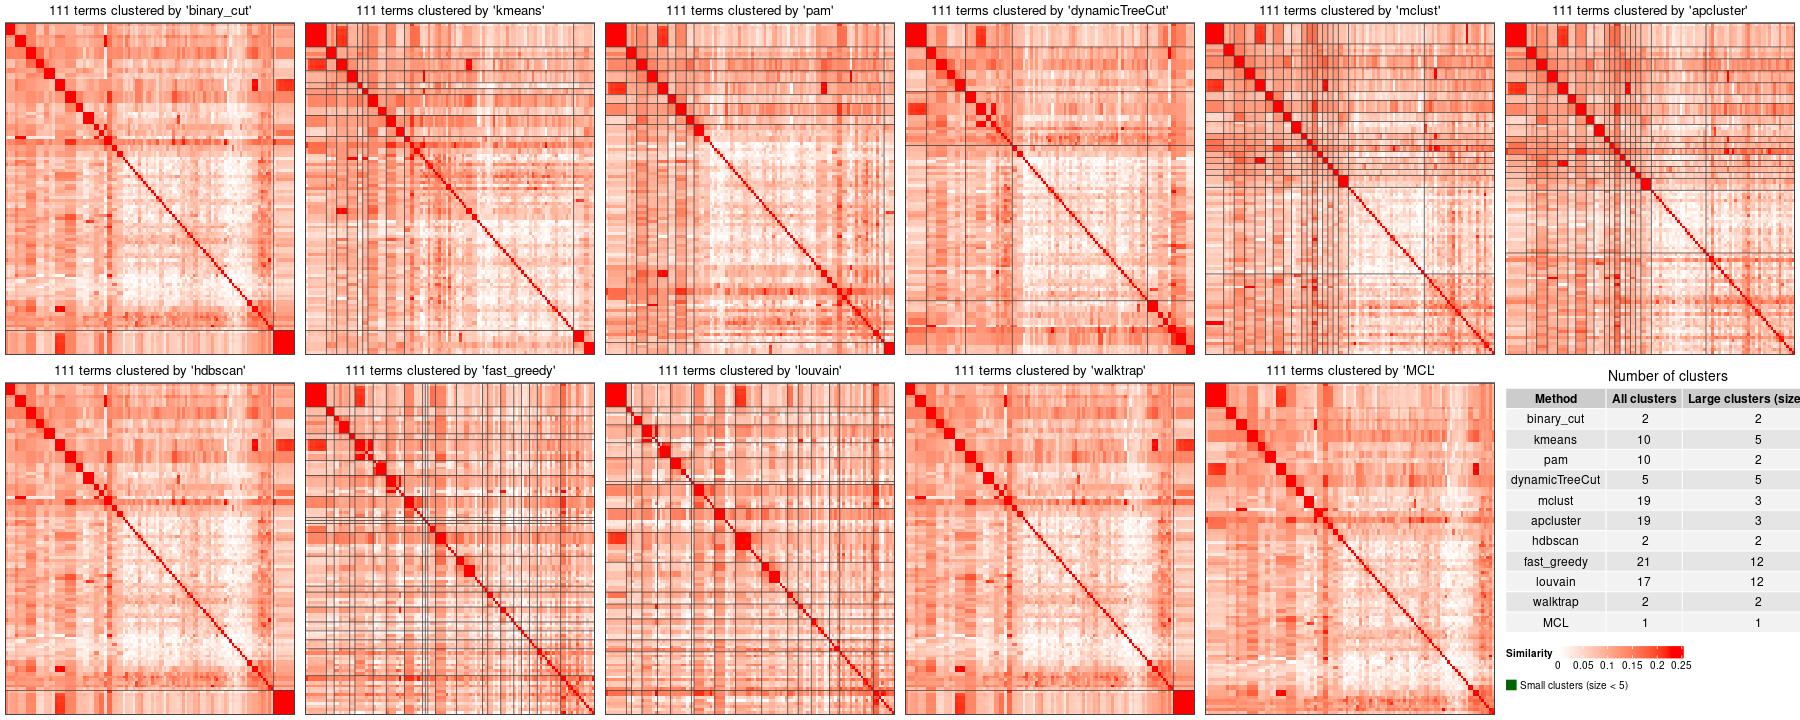 111 terms clustered by 'binary_cut'
111 terms clustered by 'kmeans'
111 terms clustered by 'pam'
111 terms clustered by 'dynamicTreeCut'
111 terms clustered by 'mclust'
111 terms clustered by 'apcluster'
111 terms clustered by 'hdbscan'
111 terms clustered by 'fast_greedy'
111 terms clustered by 'louvain'
111 terms clustered by 'walktrap'
111 terms clustered by 'MCL'
Number of clusters
Method All clusters Large clusters (size
binary_cut 2 2
kmeans 10 5
pam 10 2
dynamicTreeCut 5 5
mclust 19 3
apcluster 19 3
hdbscan 2 2
fast_greedy 21 12
louvain 17 12
walktrap 2 2
MCL 1 1
Similarity
0 0.05 0.1 0.15 0.2 0.25
Small clusters (size < 5)